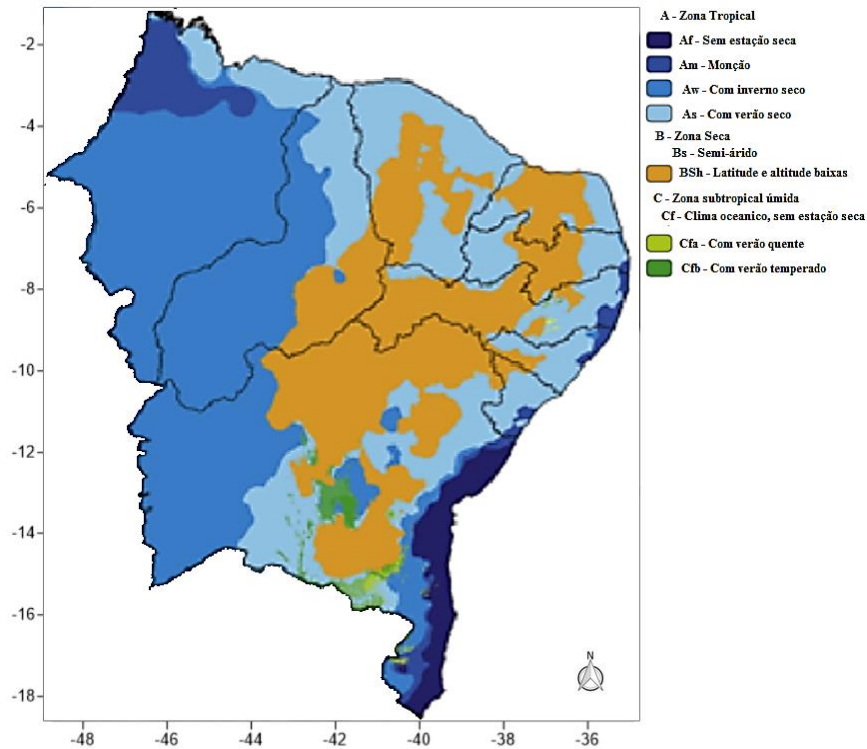 A - Zona Tropical
Af - Sem estação seca
Am - Monção
Aw - Com inverno seco
As - Com verão seco
B - Zona Seca
Bs - Semi-árido
BSh - Latitude e altitude baixas
C - Zona subtropical úmida
Cf - Clima oceanico, sem estação seca
Cfa - Com verão quente
Cfb - Com verão temperado
-2
-4
-6
-8
-10
-12
-14
-16
-18
N
-48 -46 -44 -42 -40 -38 -36